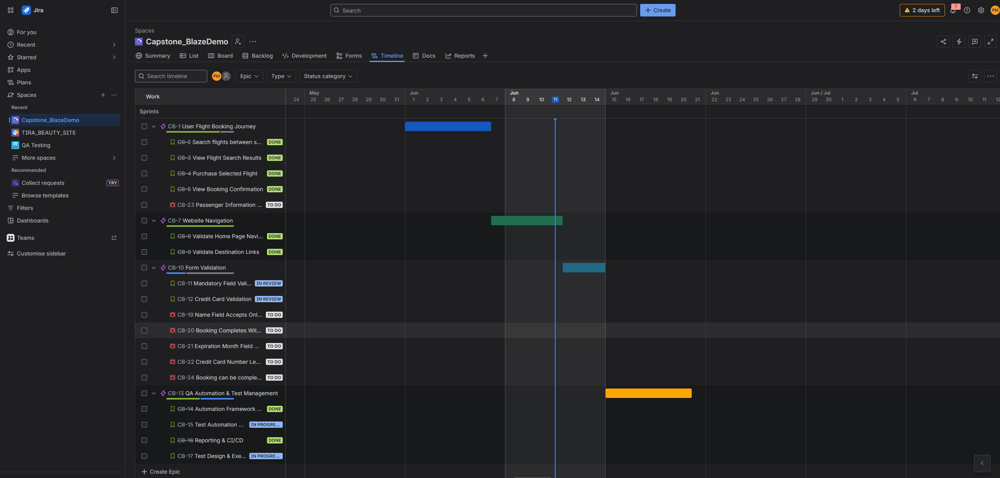 Jira
Search
Create
2 days left
7
PM
For you
Recent
Starred
Apps
Plans
Spaces
Recent
Capstone_BlazeDemo
TIRA_BEAUTY_SITE
QA Testing
More spaces
Recommended
Collect requests TRY
Browse templates
Filters
Dashboards
Teams
Customise sidebar
Spaces
Capstone_BlazeDemo
Summary List Board Backlog Development Forms Timeline Docs Reports
Search timeline PM Epic Type Status category
Work
May Jun Jun Jun Jun Jun / Jul Jul
24 25 26 27 28 29 30 31 1 2 3 4 5 6 7 8 9 10 11 12 13 14 15 16 17 18 19 20 21 22 23 24 25 26 27 28 29 30 1 2 3 4 5 6 7 8 9 10 11 12
Sprints
CB-1 User Flight Booking Journey
CB-2 Search flights between s... DONE
CB-3 View Flight Search Results DONE
CB-4 Purchase Selected Flight DONE
CB-5 View Booking Confirmation DONE
CB-23 Passenger Information ... TO DO
CB-7 Website Navigation
CB-8 Validate Home Page Navi... DONE
CB-9 Validate Destination Links DONE
CB-10 Form Validation
CB-11 Mandatory Field Vali... IN REVIEW
CB-12 Credit Card Validation IN REVIEW
CB-19 Name Field Accepts Onl... TO DO
CB-20 Booking Completes Wit... TO DO
CB-21 Expiration Month Field ... TO DO
CB-22 Credit Card Number Le... TO DO
CB-24 Booking can be comple... TO DO
CB-13 QA Automation & Test Management
CB-14 Automation Framework ... DONE
CB-15 Test Automation ... IN PROGRE...
CB-16 Reporting & CI/CD DONE
CB-17 Test Design & Exe... IN PROGRE...
Create Epic